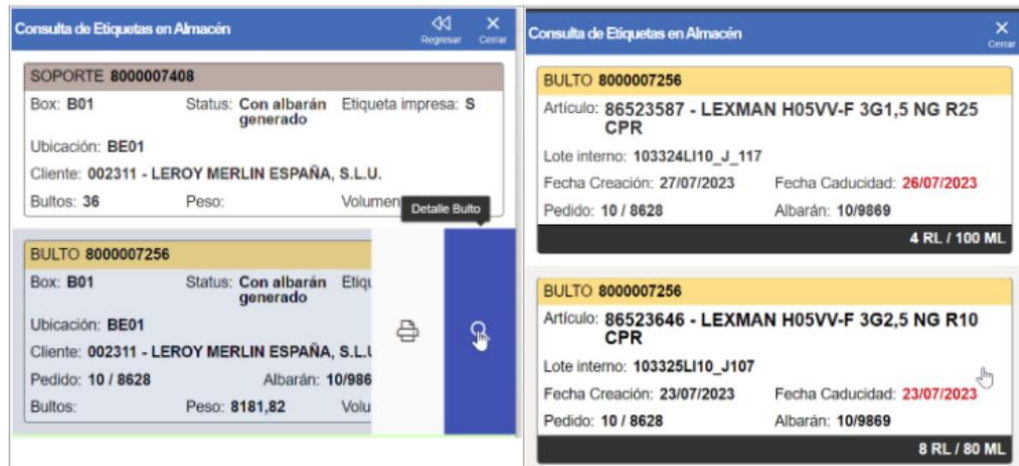 Consulta de Etiquetas en Almacén
Regresar Cerrar
SOPORTE 8000007408
Box: B01 Status: Con albarán generado Etiqueta impresa: S
Ubicación: BE01
Cliente: 002311 - LEROY MERLIN ESPAÑA, S.L.U.
Bultos: 36 Peso: Volumen
Detalle Bulto
BULTO 8000007256
Box: B01 Status: Con albarán generado Etiqu
Ubicación: BE01
Cliente: 002311 - LEROY MERLIN ESPAÑA, S.L.U
Pedido: 10 / 8628 Albarán: 10/986
Bultos: Peso: 8181,82 Volu
Consulta de Etiquetas en Almacén
Cerrar
BULTO 8000007256
Artículo: 86523587 - LEXMAN H05VV-F 3G1,5 NG R25
CPR
Lote interno: 103324LI10_J_117
Fecha Creación: 27/07/2023 Fecha Caducidad: 26/07/2023
Pedido: 10 / 8628 Albarán: 10/9869
4 RL / 100 ML
BULTO 8000007256
Artículo: 86523646 - LEXMAN H05VV-F 3G2,5 NG R10
CPR
Lote interno: 103325LI10_J107
Fecha Creación: 23/07/2023 Fecha Caducidad: 23/07/2023
Pedido: 10 / 8628 Albarán: 10/9869
8 RL / 80 ML